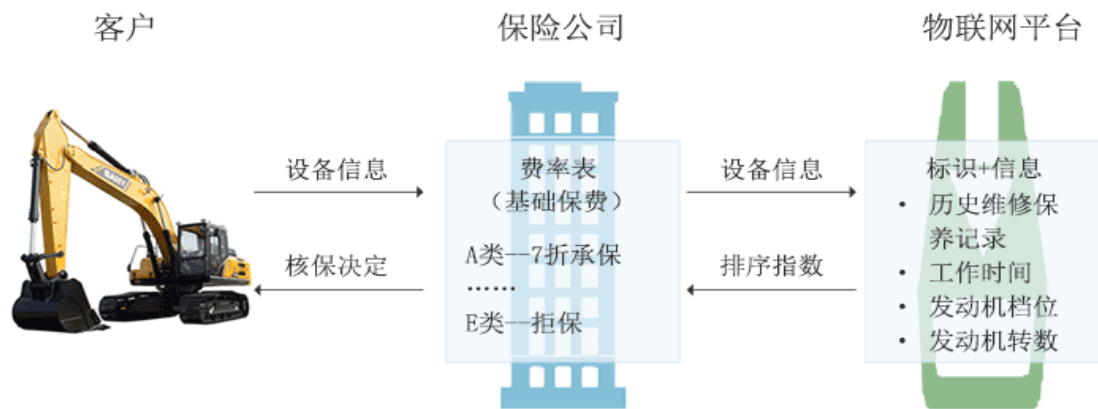 客户
保险公司
物联网平台
设备信息
核保决定
费率表
（基础保费）
A类--7折承保
……
E类--拒保
设备信息
排序指数
标识+信息
• 历史维修保
养记录
• 工作时间
• 发动机档位
• 发动机转数
SANY